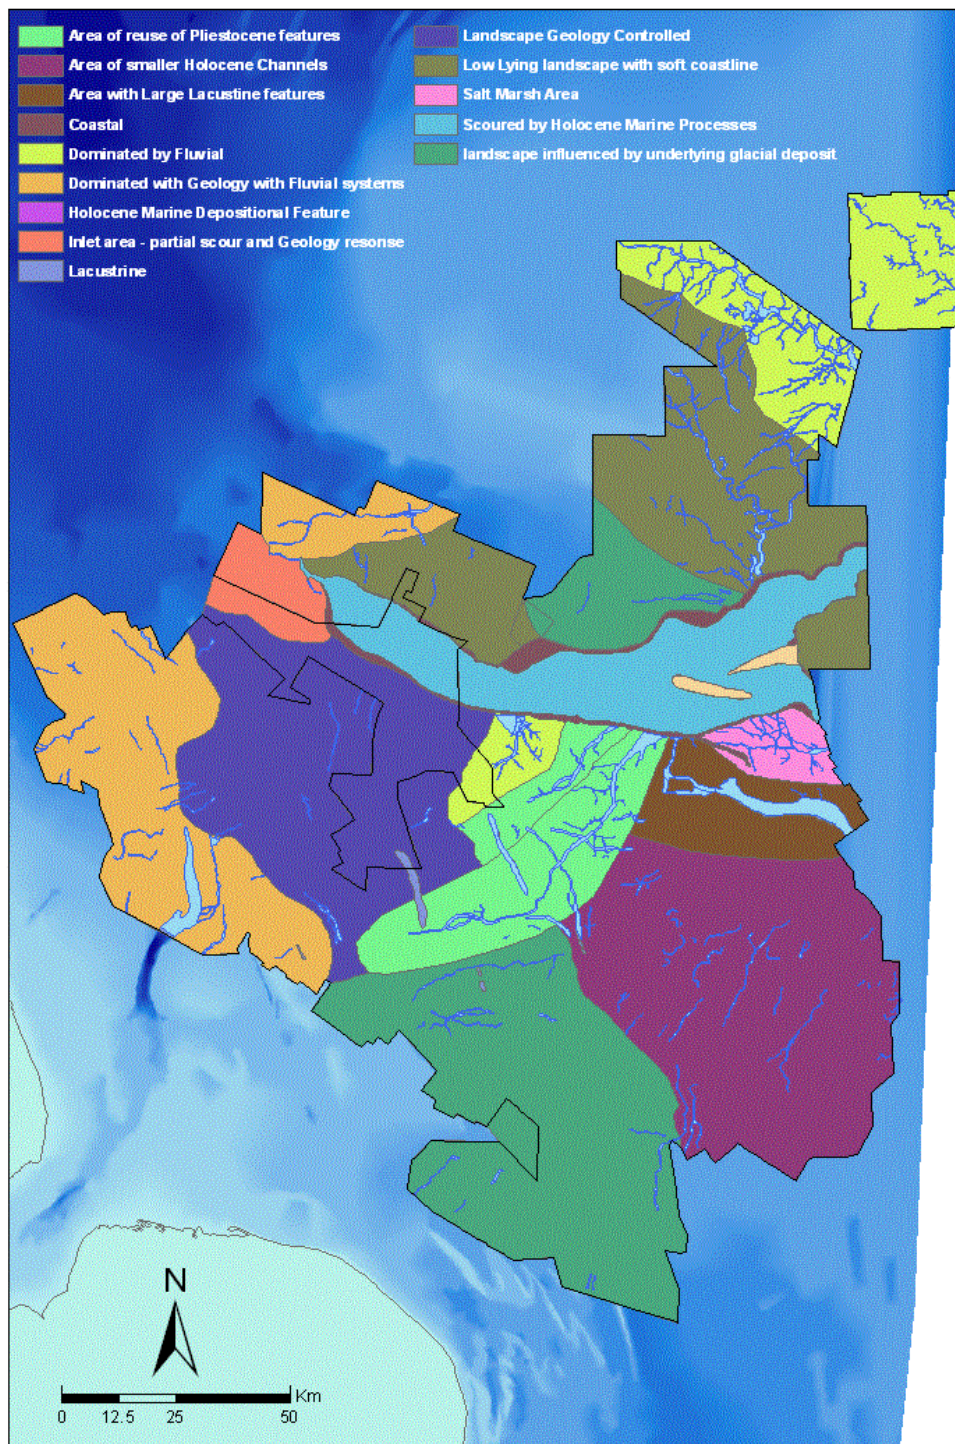 Area of reuse of Pliestocene features
Area of smaller Holocene Channels
Area with Large Lacustine features
Coastal
Dominated by Fluvial
Dominated with Geology with Fluvial systems
Holocene Marine Depositional Feature
Inlet area - partial scour and Geology resonse
Lacustrine
Landscape Geology Controlled
Low Lying landscape with soft coastline
Salt Marsh Area
Scoured by Holocene Marine Processes
landscape influenced by underlying glacial deposit
N
Km
0 12.5 25 50